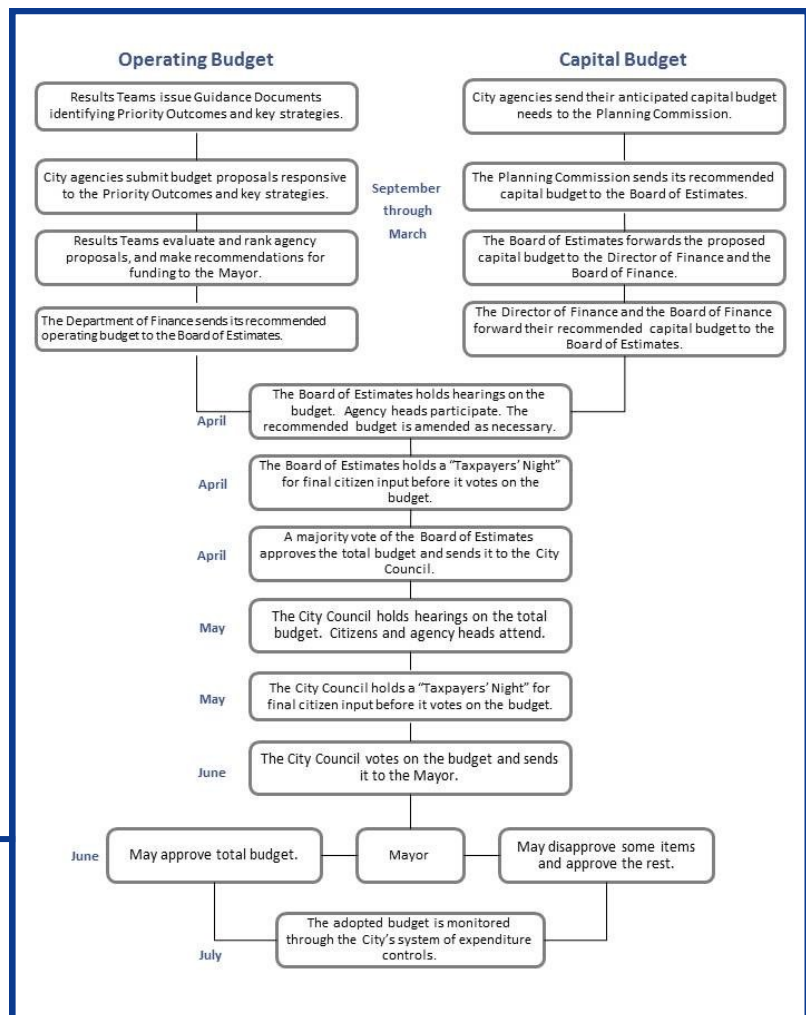 Operating Budget
Capital Budget
Results Teams issue Guidance Documents
identifying Priority Outcomes and key strategies.
City agencies send their anticipated capital budget
needs to the Planning Commission.
City agencies submit budget proposals responsive
to the Priority Outcomes and key strategies.
September
through
March
The Planning Commission sends its recommended
capital budget to the Board of Estimates.
Results Teams evaluate and rank agency
proposals, and make recommendations for
funding to the Mayor.
The Board of Estimates forwards the proposed
capital budget to the Director of Finance and the
Board of Finance.
The Department of Finance sends its recommended
operating budget to the Board of Estimates.
The Director of Finance and the Board of Finance
forward their recommended capital budget to the
Board of Estimates.
April
The Board of Estimates holds hearings on the
budget. Agency heads participate. The
recommended budget is amended as necessary.
April
The Board of Estimates holds a “Taxpayers’ Night”
for final citizen input before it votes on the
budget.
April
A majority vote of the Board of Estimates
approves the total budget and sends it to the City
Council.
May
The City Council holds hearings on the total
budget. Citizens and agency heads attend.
May
The City Council holds a “Taxpayers’ Night” for
final citizen input before it votes on the budget.
June
The City Council votes on the budget and sends
it to the Mayor.
June
May approve total budget.
Mayor
May disapprove some items
and approve the rest.
July
The adopted budget is monitored
through the City’s system of expenditure
controls.